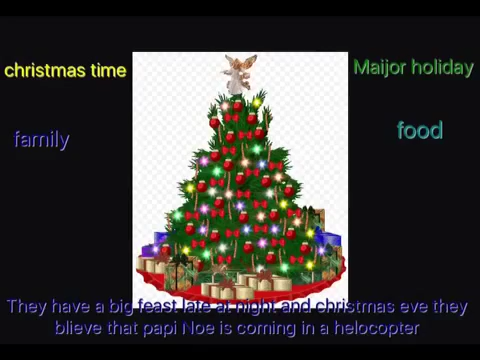 christmas time
Maijor holiday
family
food
They have a big feast late at night and christmas eve they
blieve that papi Noe is coming in a helocopter